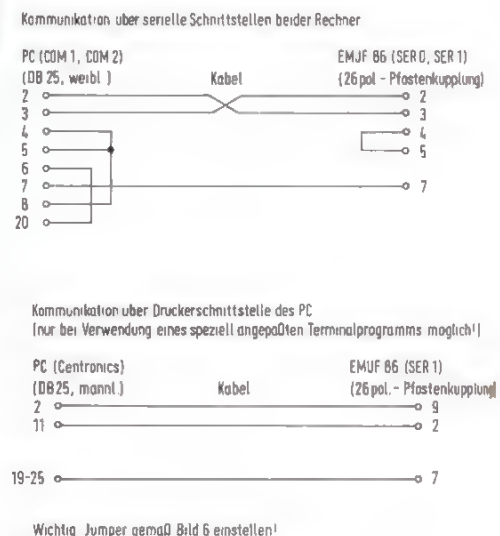 Kommunikation über serielle Schnittstellen beider Rechner
PC (COM 1, COM 2) EMUF 86 (SER 0, SER 1)
(DB 25, weibl.) Kabel (26pol.- Pfostenkupplung)
2 2
3 3
4 4
5 5
6
7 7
8
20
Kommunikation über Druckerschnittstelle des PC
(nur bei Verwendung eines speziell angepaßten Terminalprogramms möglich!)
PC (Centronics) EMUF 86 (SER 1)
(DB25, männl.) Kabel (26pol.- Pfostenkupplung)
2 9
11 2
19-25 7
Wichtig: Jumper gemäß Bild 6 einstellen!